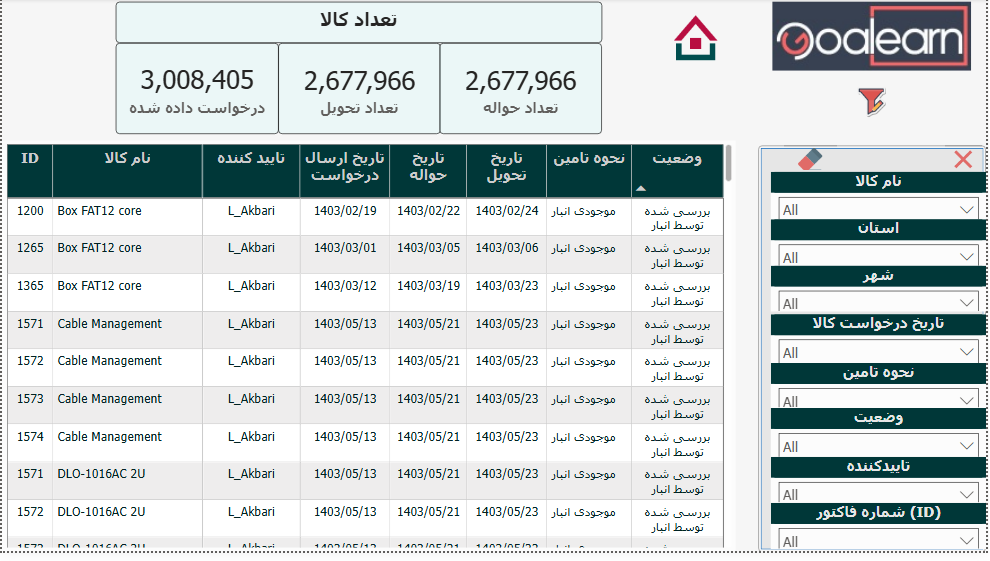 تعداد کالا
3,008,405 2,677,966 2,677,966
درخواست داده شده تعداد تحویل تعداد حواله
Goalearn
ID نام کالا تایید کننده تاریخ ارسال درخواست تاریخ حواله تاریخ تحویل نحوه تامین وضعیت
1200 Box FAT12 core L_Akbari 1403/02/19 1403/02/22 1403/02/24 موجودی انبار بررسی شده توسط انبار
1265 Box FAT12 core L_Akbari 1403/03/01 1403/03/05 1403/03/06 موجودی انبار بررسی شده توسط انبار
1365 Box FAT12 core L_Akbari 1403/03/12 1403/03/19 1403/03/23 موجودی انبار بررسی شده توسط انبار
1571 Cable Management L_Akbari 1403/05/13 1403/05/21 1403/05/23 موجودی انبار بررسی شده توسط انبار
1572 Cable Management L_Akbari 1403/05/13 1403/05/21 1403/05/23 موجودی انبار بررسی شده توسط انبار
1573 Cable Management L_Akbari 1403/05/13 1403/05/21 1403/05/23 موجودی انبار بررسی شده توسط انبار
1574 Cable Management L_Akbari 1403/05/13 1403/05/21 1403/05/23 موجودی انبار بررسی شده توسط انبار
1571 DLO-1016AC 2U L_Akbari 1403/05/13 1403/05/21 1403/05/23 موجودی انبار بررسی شده توسط انبار
1572 DLO-1016AC 2U L_Akbari 1403/05/13 1403/05/21 1403/05/23 موجودی انبار بررسی شده توسط انبار
نام کالا
All
استان
All
شهر
All
تاریخ درخواست کالا
All
نحوه تامین
All
وضعیت
All
تاییدکننده
All
شماره فاکتور (ID)
All